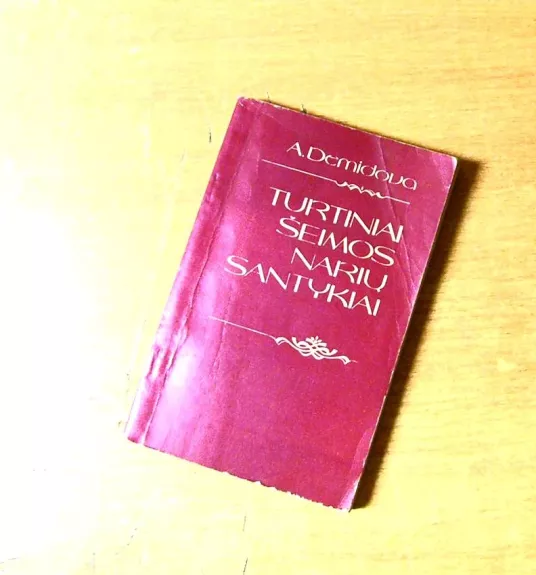 A. Demidova
TURTINIAI
ŠEIMOS
NARIŲ
SANTYKIAI